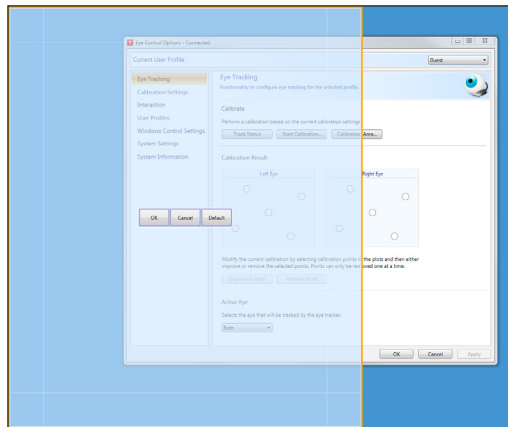 Eye Control Options - Connected
Current User Profile
Guest
Eye Tracking
Calibration Settings
Interaction
User Profiles
Windows Control Settings
System Settings
System Information
Eye Tracking
Functionality to configure eye tracking for the selected profile.
Calibrate
Perform a calibration based on the current calibration settings
Track Status
Start Calibration...
Calibration Area...
Calibration Result
Left Eye
Right Eye
OK
Cancel
Default
Modify the current calibration by selecting calibration points in the plots and then either
improve or remove the selected points. Points can only be removed one at a time.
Improve Point(s)
Remove Point
Active Eye
Selects the eye that will be tracked by the eye tracker.
Both
OK
Cancel
Apply